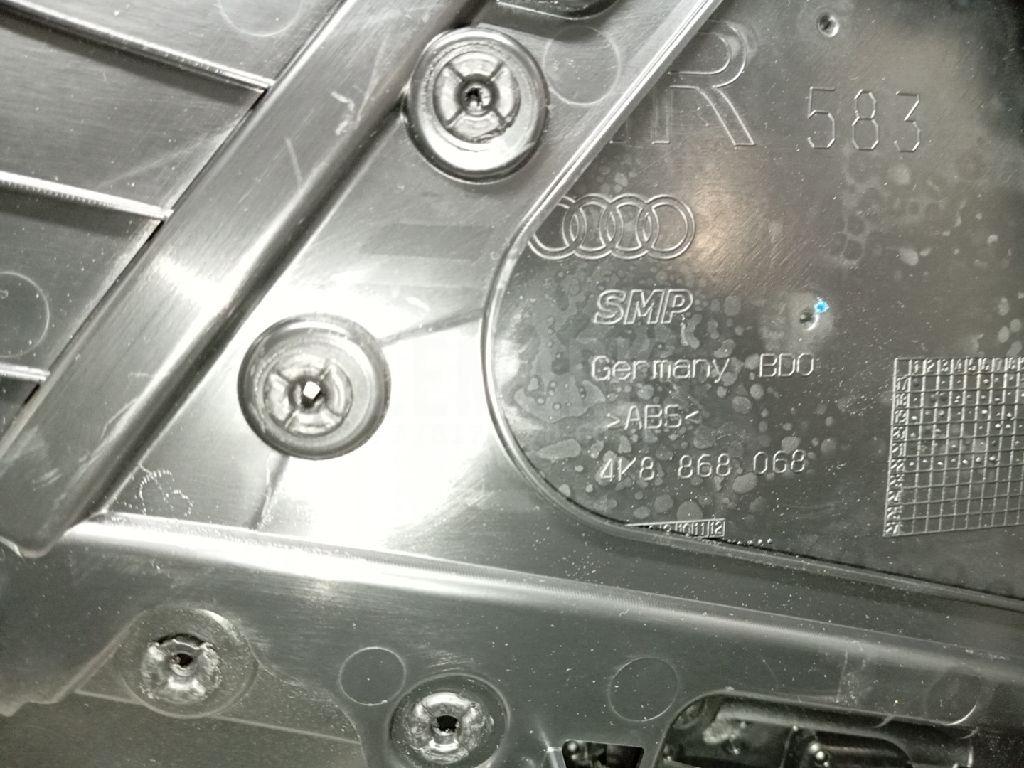 R 583
SMP
Germany BDO
>ABS<
4K8 868 068